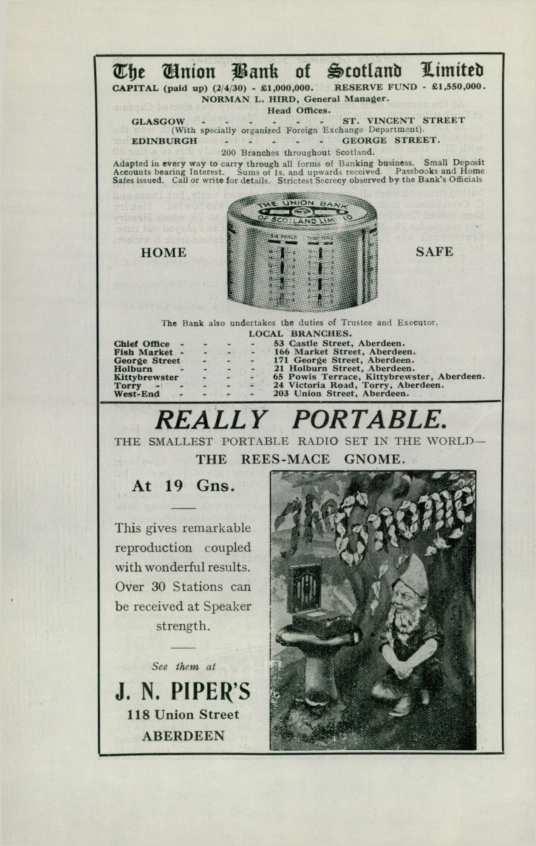 The Union Bank of Scotland Limited
CAPITAL (paid up) (2/4/30) - £1,000,000. RESERVE FUND - £1,550,000.
NORMAN L. HIRD, General Manager.
Head Offices.
GLASGOW - - - - - - ST. VINCENT STREET
(With specially organized Foreign Exchange Department).
EDINBURGH - - - - - GEORGE STREET.
200 Branches throughout Scotland.
Adapted in every way to carry through all forms of Banking business. Small Deposit
Accounts bearing Interest. Sums of 1s. and upwards received. Passbooks and Home
Safes issued. Call or write for details. Strictest Secrecy observed by the Bank's Officials
THE UNION BANK
OF SCOTLAND LIM
HOME SAFE
The Bank also undertakes the duties of Trustee and Executor.
LOCAL BRANCHES.
Chief Office - - - - 53 Castle Street, Aberdeen.
Fish Market - - - - 166 Market Street, Aberdeen.
George Street - - - 171 George Street, Aberdeen.
Holburn - - - - 21 Holburn Street, Aberdeen.
Kittybrewster - - - 65 Powis Terrace, Kittybrewster, Aberdeen.
Torry - - - - - 24 Victoria Road, Torry, Aberdeen.
West-End - - - - 203 Union Street, Aberdeen.
REALLY PORTABLE.
THE SMALLEST PORTABLE RADIO SET IN THE WORLD—
THE REES-MACE GNOME.
At 19 Gns.
This gives remarkable
reproduction coupled
with wonderful results.
Over 30 Stations can
be received at Speaker
strength.
See them at
J. N. PIPER'S
118 Union Street
ABERDEEN
The Gnome